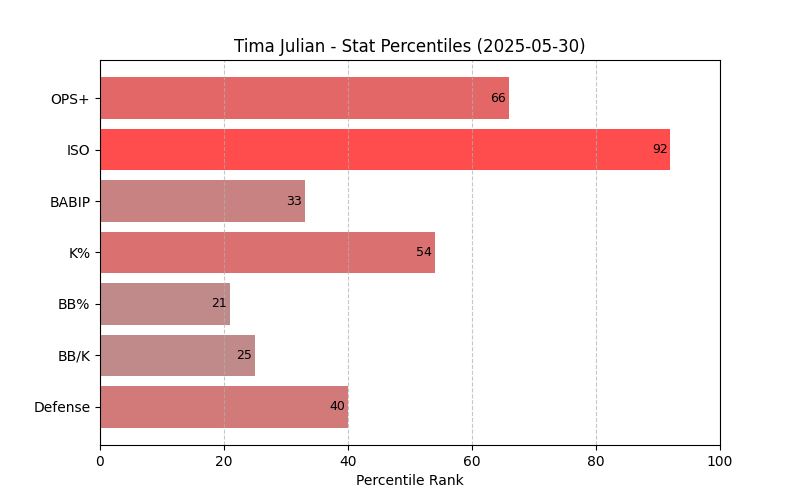 Tima Julian - Stat Percentiles (2025-05-30)
OPS+ 66
ISO 92
BABIP 33
K% 54
BB% 21
BB/K 25
Defense 40
0 20 40 60 80 100
Percentile Rank